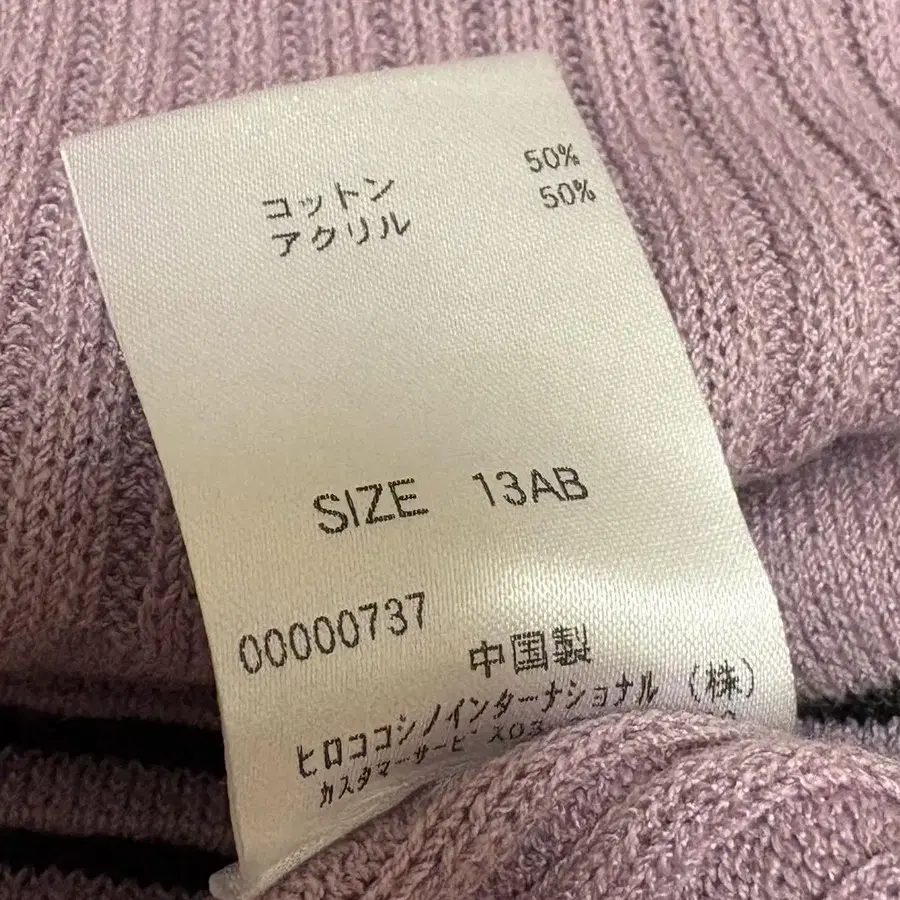 コットン 50%
アクリル 50%
SIZE 13AB
00000737
中国製
ヒロココシノインターナショナル (株)
カスタマーサービス03